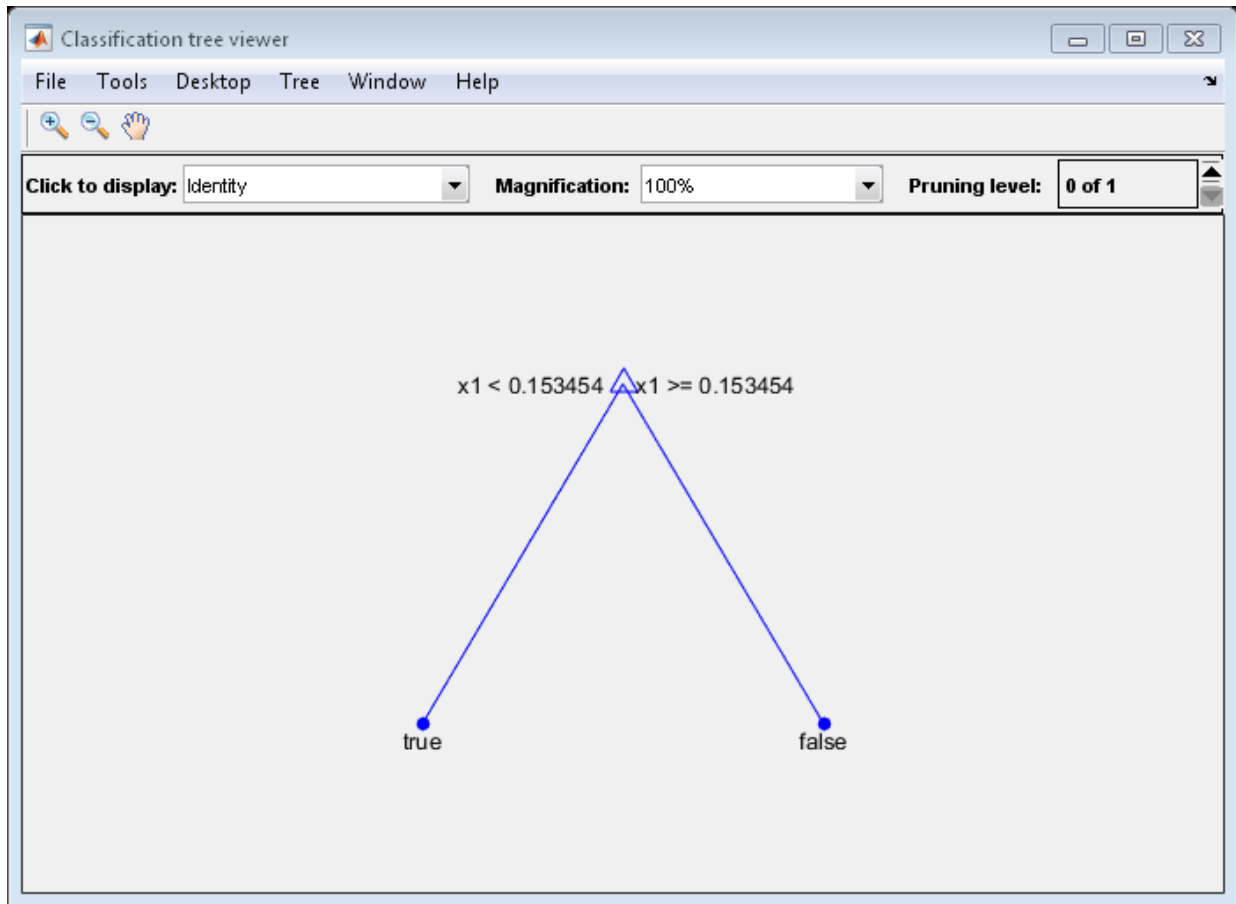 Classification tree viewer
File Tools Desktop Tree Window Help
Click to display: Identity Magnification: 100% Pruning level: 0 of 1
x1 < 0.153454 x1 >= 0.153454
true false